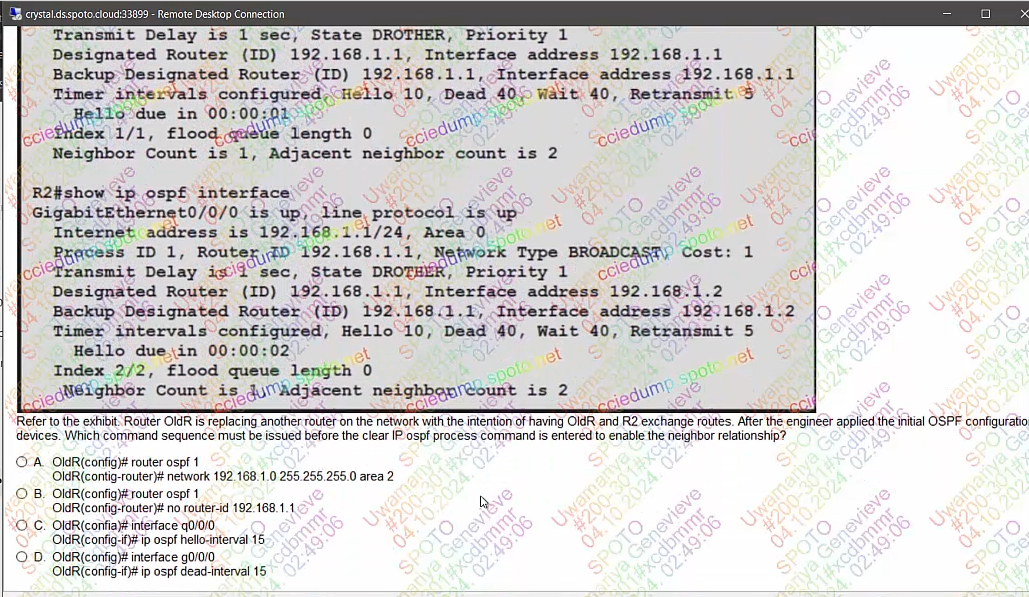 crystal.ds.spoto.cloud:33899 - Remote Desktop Connection
Transmit Delay is 1 sec, State DROTHER, Priority 1
Designated Router (ID) 192.168.1.1, Interface address 192.168.1.1
Backup Designated Router (ID) 192.168.1.1, Interface address 192.168.1.1
Timer intervals configured, Hello 10, Dead 40, Wait 40, Retransmit 5
Hello due in 00:00:01
Index 1/1, flood queue length 0
Neighbor Count is 1, Adjacent neighbor count is 2
R2#show ip ospf interface
GigabitEthernet0/0/0 is up, line protocol is up
Internet address is 192.168.1.1/24, Area 0
Process ID 1, Router ID 192.168.1.1, Network Type BROADCAST, Cost: 1
Transmit Delay is 1 sec, State DROTHER, Priority 1
Designated Router (ID) 192.168.1.1, Interface address 192.168.1.2
Backup Designated Router (ID) 192.168.1.1, Interface address 192.168.1.2
Timer intervals configured, Hello 10, Dead 40, Wait 40, Retransmit 5
Hello due in 00:00:02
Index 2/2, flood queue length 0
Neighbor Count is 1, Adjacent neighbor count is 2
Refer to the exhibit. Router OldR is replacing another router on the network with the intention of having OldR and R2 exchange routes. After the engineer applied the initial OSPF configuratio
devices. Which command sequence must be issued before the clear IP ospf process command is entered to enable the neighbor relationship?
A. OldR(config)# router ospf 1
OldR(contig-router)# network 192.168.1.0 255.255.255.0 area 2
B. OldR(config)# router ospf 1
OldR(config-router)# no router-id 192.168.1.1
C. OldR(confia)# interface q0/0/0
OldR(config-if)# ip ospf hello-interval 15
D. OldR(config)# interface g0/0/0
OldR(config-if)# ip ospf dead-interval 15
cciedump.spoto.net